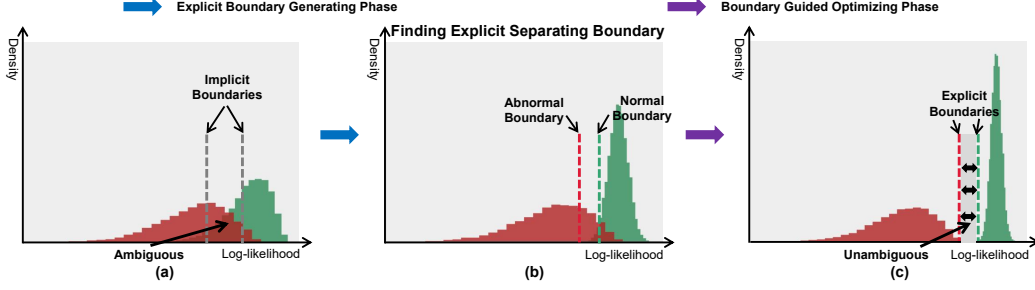 Explicit Boundary Generating Phase
Boundary Guided Optimizing Phase
Finding Explicit Separating Boundary
Density
Implicit
Boundaries
Ambiguous
Log-likelihood
(a)
Density
Abnormal
Boundary
Normal
Boundary
Log-likelihood
(b)
Density
Explicit
Boundaries
Unambiguous
Log-likelihood
(c)